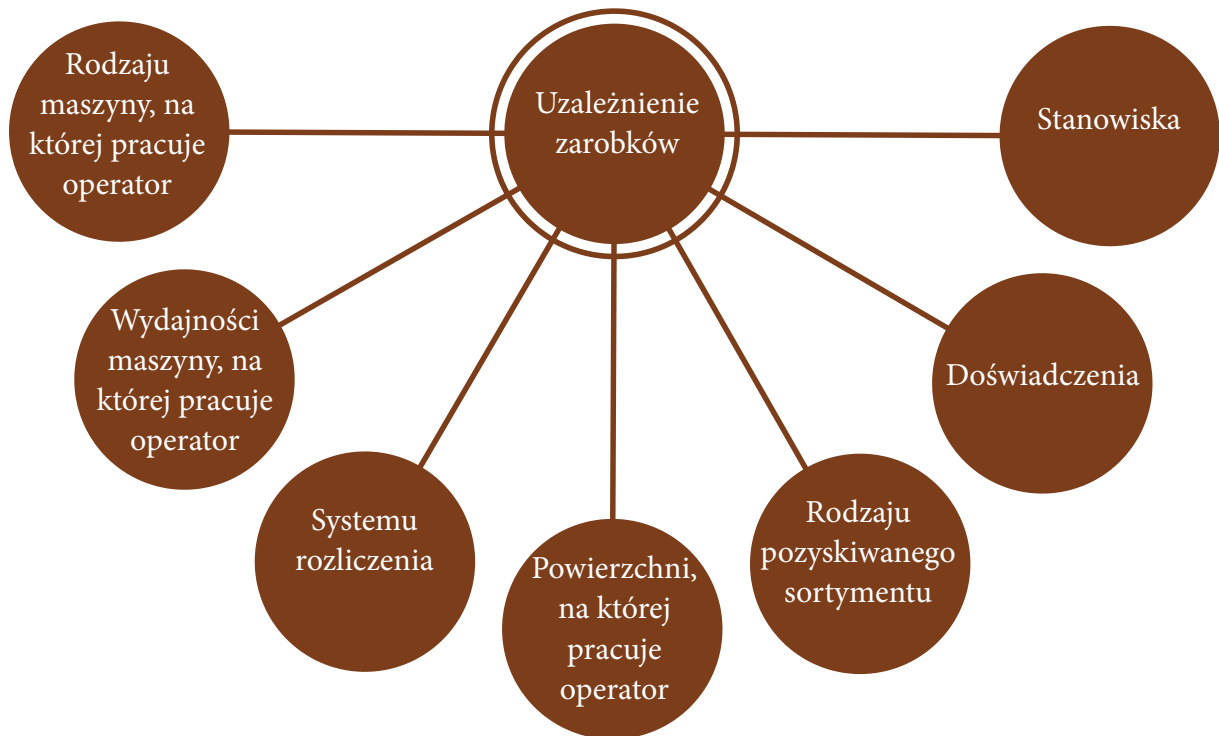 Uzależnienie
zarobków
Rodzaju
maszyny, na
której pracuje
operator
Wydajności
maszyny, na
której pracuje
operator
Systemu
rozliczenia
Powierzchni,
na której
pracuje
operator
Rodzaju
pozyskiwanego
sortymentu
Doświadczenia
Stanowiska